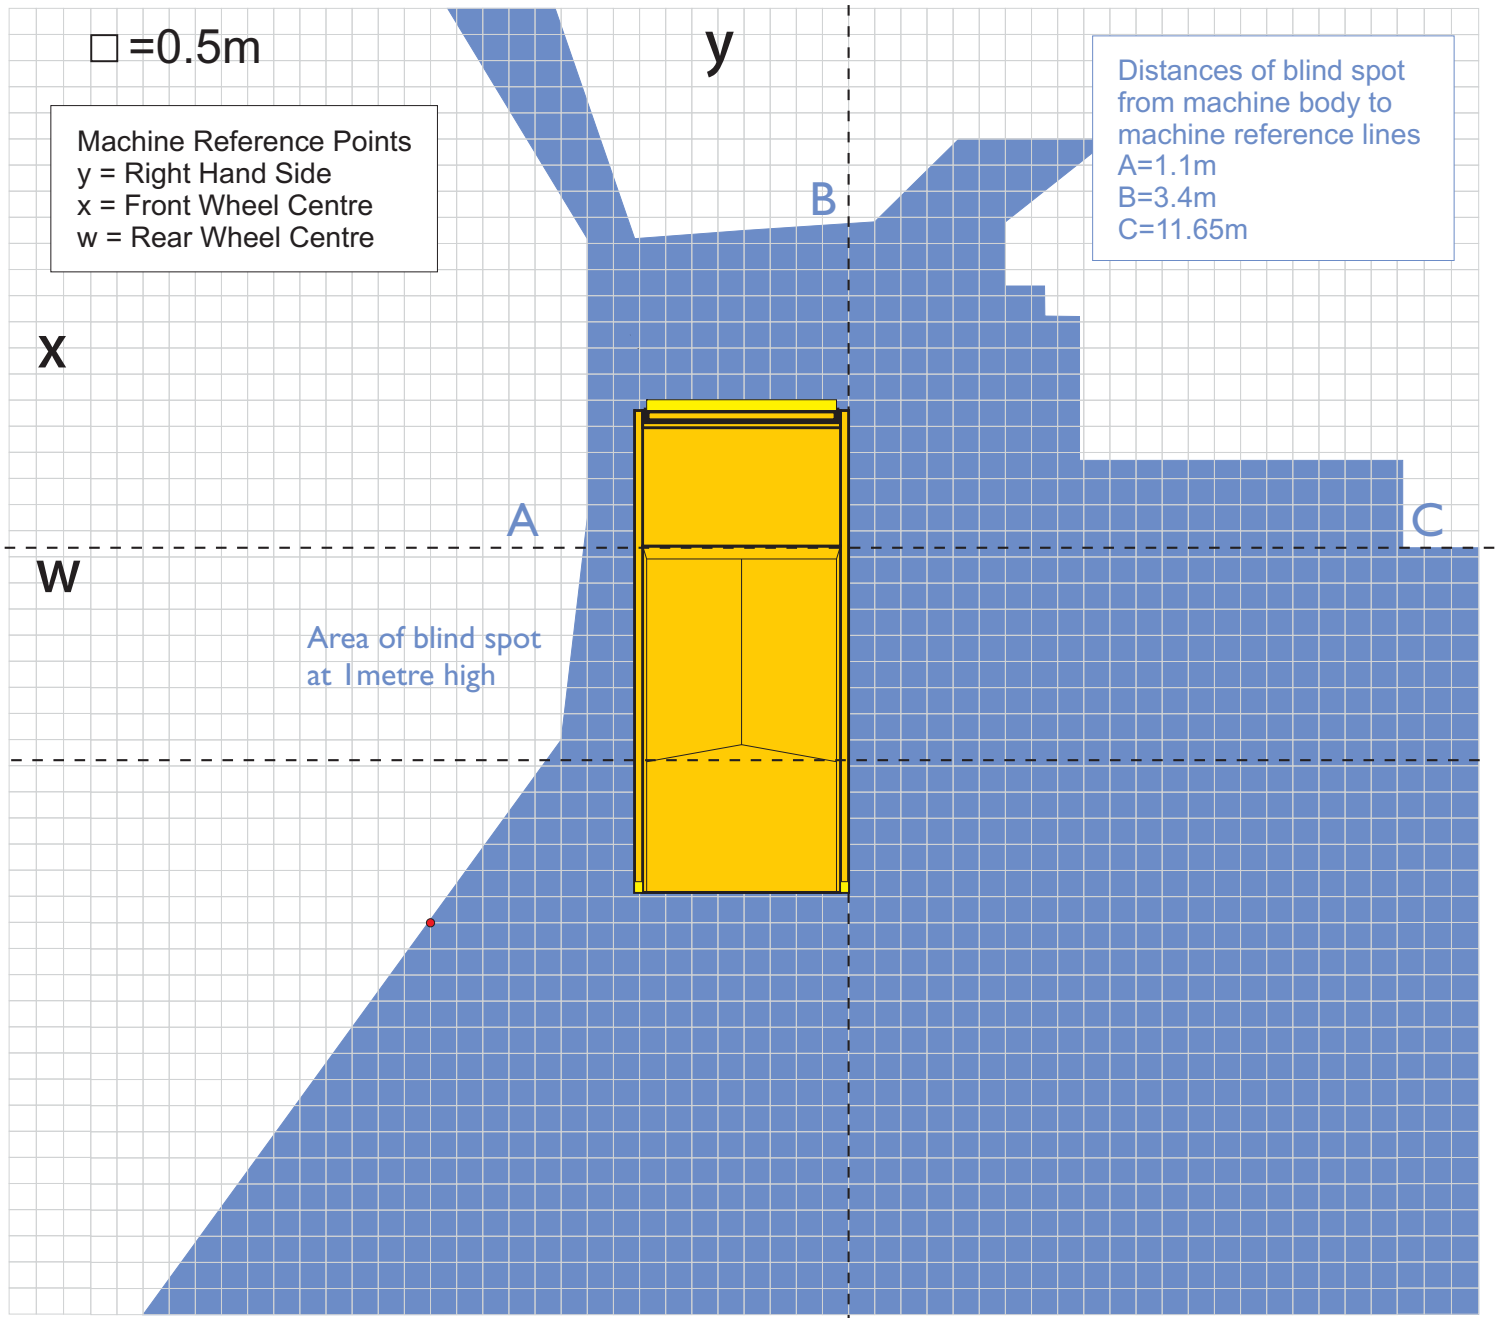 □ =0.5m
y
Machine Reference Points
y = Right Hand Side
x = Front Wheel Centre
w = Rear Wheel Centre
Distances of blind spot
from machine body to
machine reference lines
A=1.1m
B=3.4m
C=11.65m
B
x
A
C
w
Area of blind spot
at 1metre high